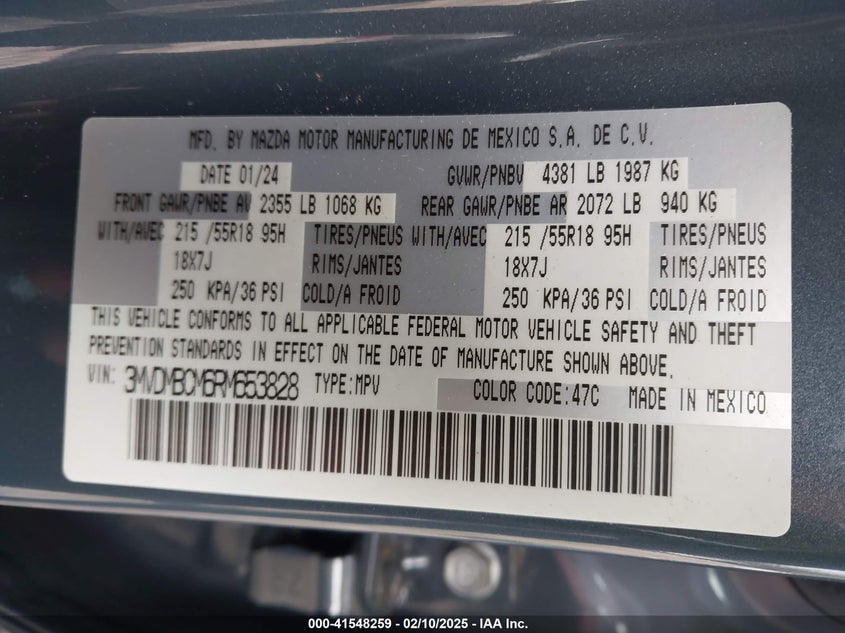 MFD. BY MAZDA MOTOR MANUFACTURING DE MEXICO S.A. DE C.V.
DATE 01/24 GVWR/PNBV 4381 LB 1987 KG
FRONT GAWR/PNBE AV 2355 LB 1068 KG REAR GAWR/PNBE AR 2072 LB 940 KG
WITH/AVEC 215 /55R18 95H TIRES/PNEUS WITH/AVEC 215 /55R18 95H TIRES/PNEUS
18X7J RIMS/JANTES 18X7J RIMS/JANTES
250 KPA/36 PSI COLD/A FROID 250 KPA/36 PSI COLD/A FROID
THIS VEHICLE CONFORMS TO ALL APPLICABLE FEDERAL MOTOR VEHICLE SAFETY AND THEFT
PREVENTION STANDARDS IN EFFECT ON THE DATE OF MANUFACTURE SHOWN ABOVE.
VIN: 3MVDMBCM6RM653828 TYPE:MPV COLOR CODE:47C MADE IN MEXICO
000-41548259 - 02/10/2025 - IAA Inc.